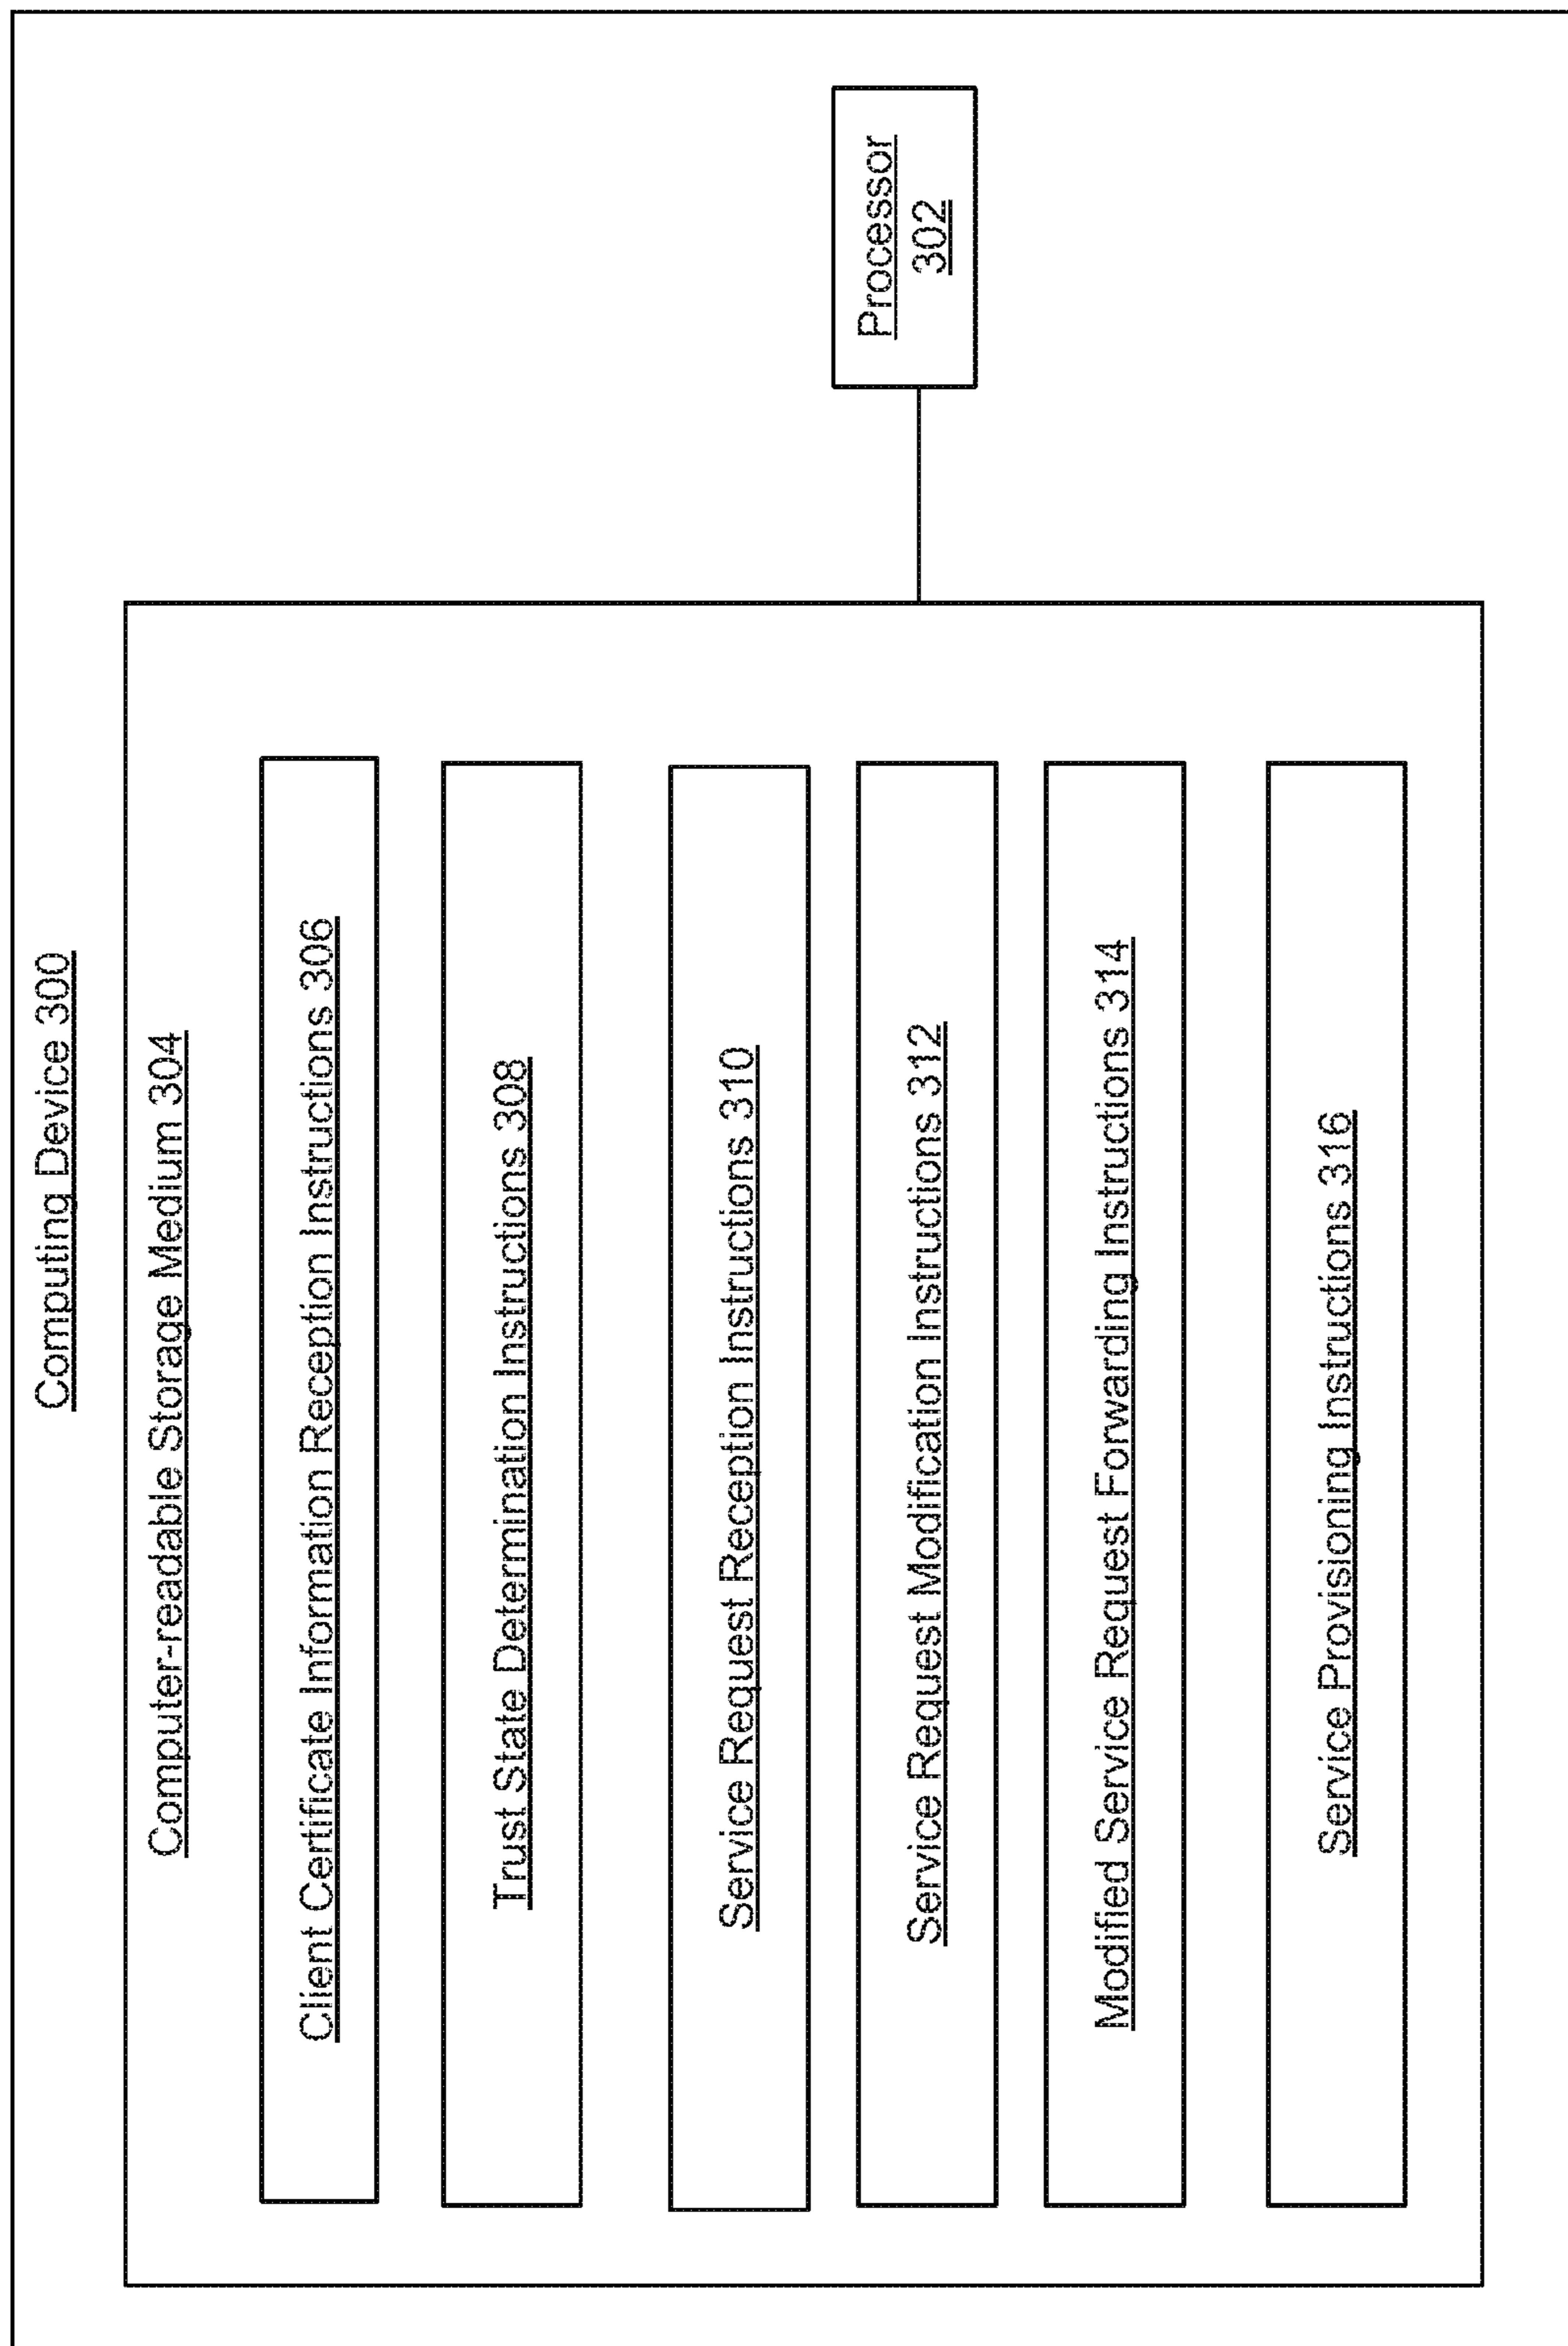 Computing Device 300
Computer-readable Storage Medium 304
Client Certificate Information Reception Instructions 306
Trust State Determination Instructions 308
Service Request Reception Instructions 310
Service Request Modification Instructions 312
Modified Service Request Forwarding Instructions 314
Service Provisioning Instructions 316
Processor
302